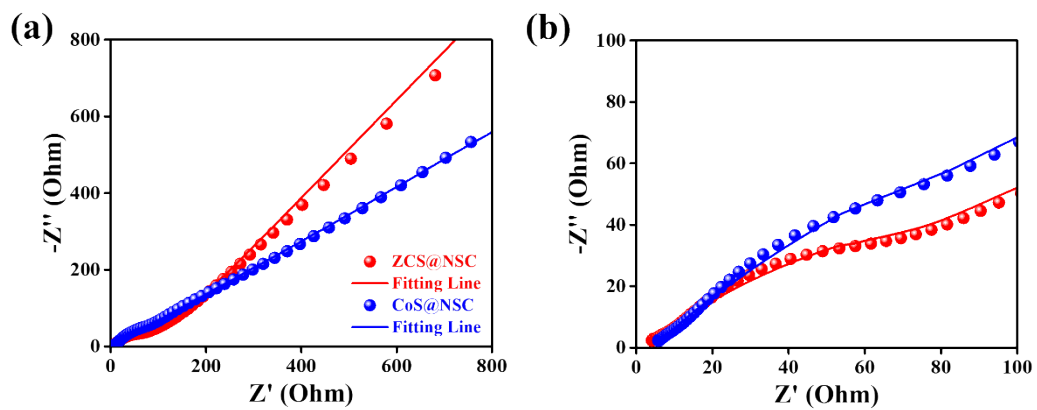 (a)
800
600
400
200
0
-Z'' (Ohm)
ZCS@NSC
Fitting Line
CoS@NSC
Fitting Line
0 200 400 600 800
Z' (Ohm)
(b)
100
80
60
40
20
0
-Z'' (Ohm)
0 20 40 60 80 100
Z' (Ohm)